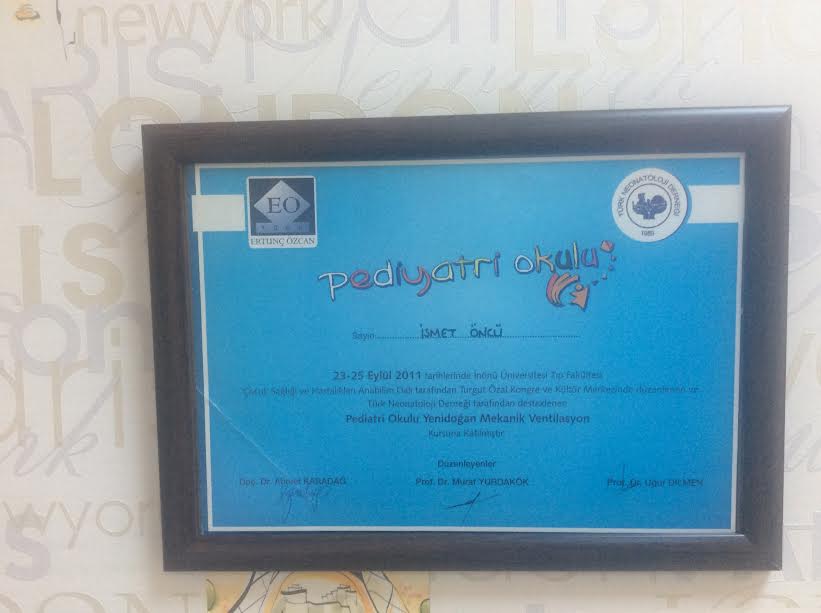 newyork
PARIS
LONDON
EO
ERTUNÇ ÖZCAN
TÜRK NEONATOLOJİ DERNEĞİ
pediyatri okulu
Sayın İSMET ÖNCÜ
23-25 Eylül 2011 tarihlerinde İnönü Üniversitesi Tıp Fakültesi
Çocuk Sağlığı ve Hastalıkları Anabilim Dalı tarafından Turgut Özal Kongre ve Kültür Merkezinde düzenlenen ve
Türk Neonatoloji Derneği tarafından desteklenen
Pediatri Okulu Yenidoğan Mekanik Ventilasyon
Kursuna Katılmıştır
Düzenleyenler
Doç. Dr. Ahmet KARADAĞ Prof. Dr. Murat YURDAKÖK Prof. Dr. Uğur DİLMEN